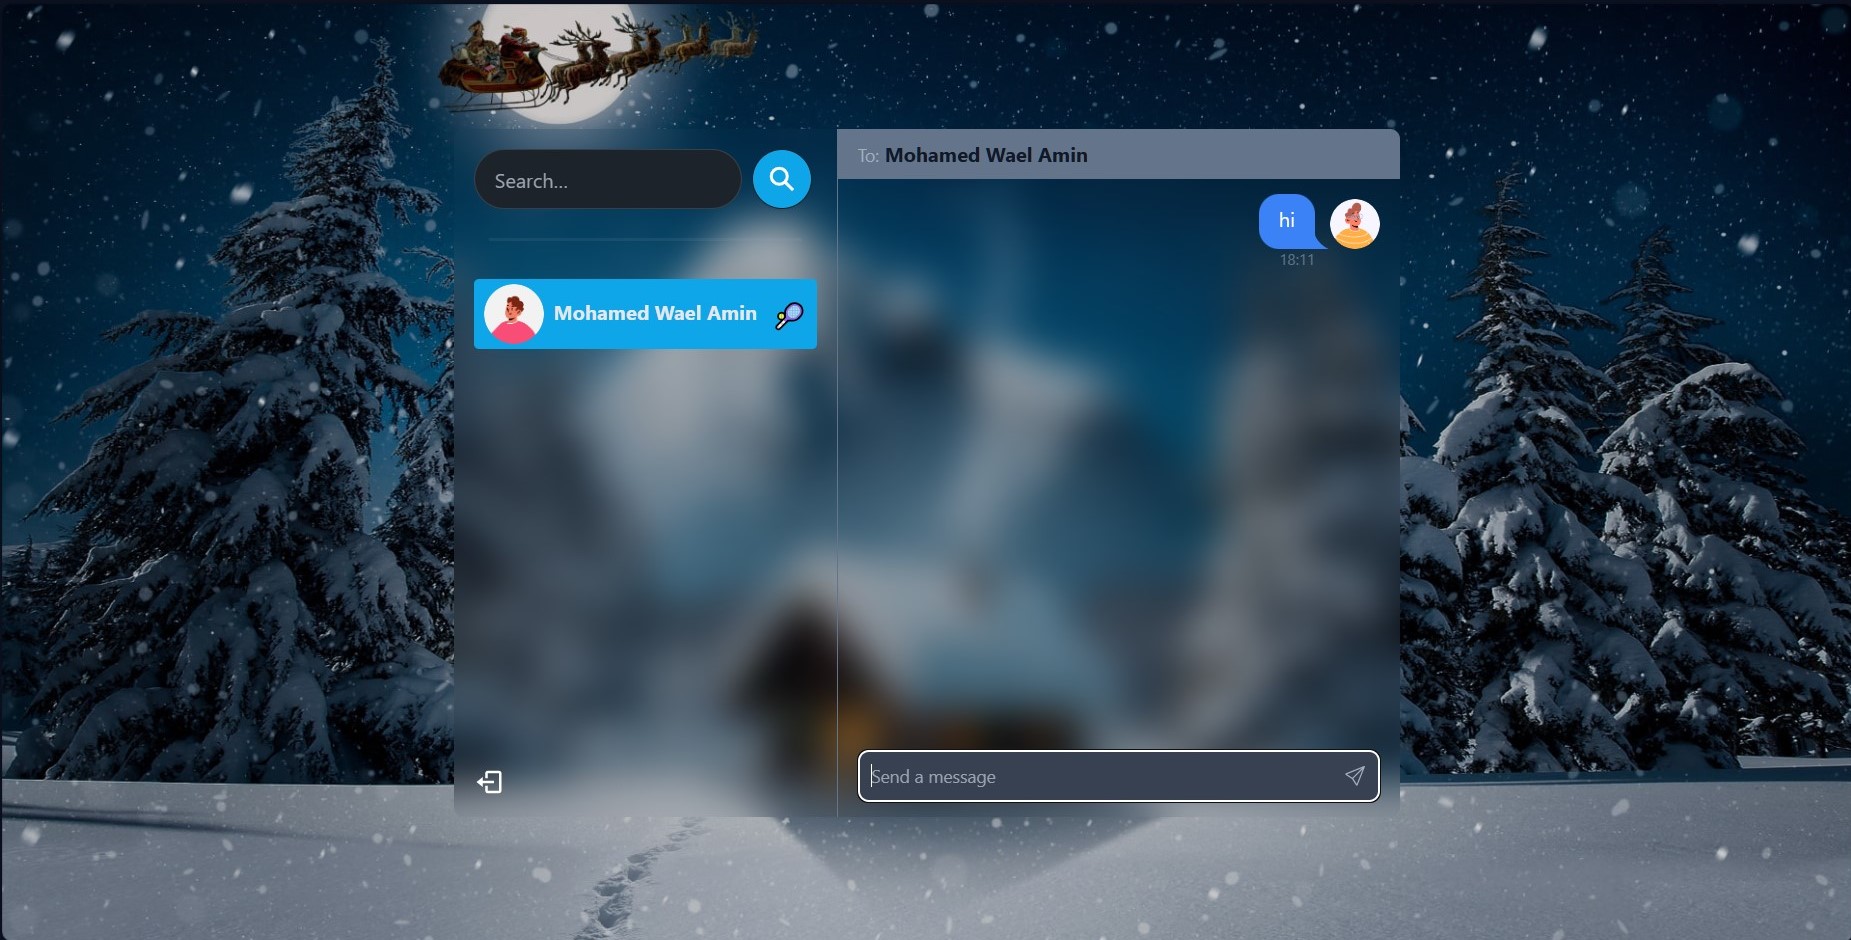 Search...
Mohamed Wael Amin
To: Mohamed Wael Amin
hi
18:11
Send a message